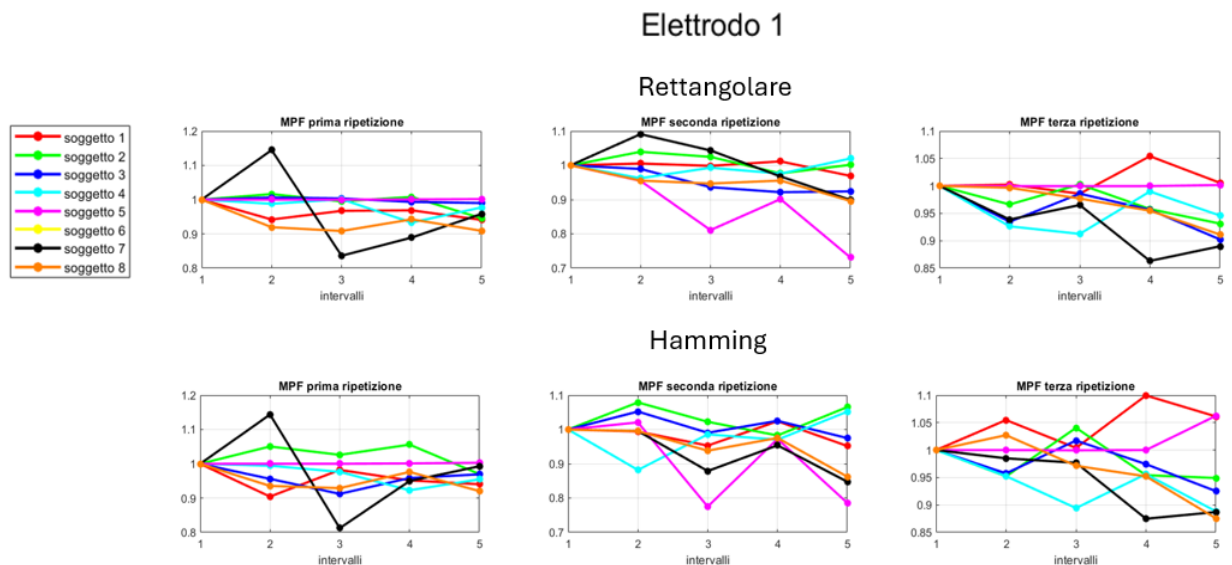 Elettrodo 1
Rettangolare
soggetto 1
soggetto 2
soggetto 3
soggetto 4
soggetto 5
soggetto 6
soggetto 7
soggetto 8
MPF prima ripetizione
1.2
1.1
1
0.9
0.8
1 2 3 4 5
intervalli
MPF seconda ripetizione
1.1
1
0.9
0.8
0.7
1 2 3 4 5
intervalli
MPF terza ripetizione
1.1
1.05
1
0.95
0.9
0.85
1 2 3 4 5
intervalli
Hamming
MPF prima ripetizione
1.2
1.1
1
0.9
0.8
1 2 3 4 5
intervalli
MPF seconda ripetizione
1.1
1
0.9
0.8
0.7
1 2 3 4 5
intervalli
MPF terza ripetizione
1.1
1.05
1
0.95
0.9
0.85
1 2 3 4 5
intervalli